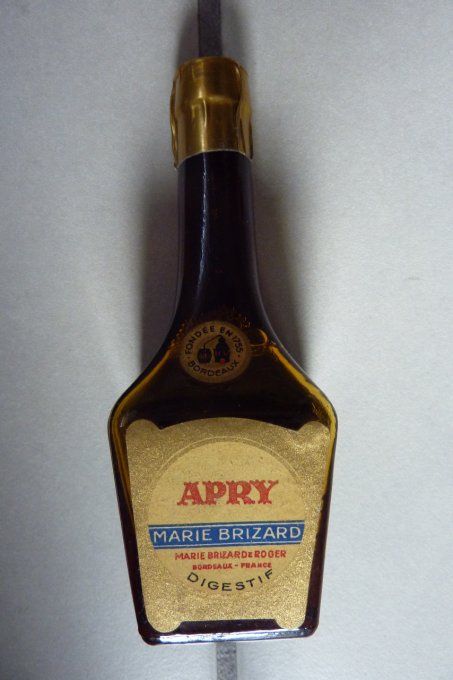 FONDÉE EN 1755
BORDEAUX
APRY
MARIE BRIZARD
MARIE BRIZARD & ROGER
BORDEAUX - FRANCE
DIGESTIF